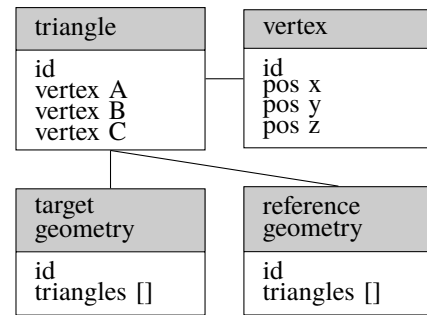 triangle
id
vertex A
vertex B
vertex C
vertex
id
pos x
pos y
pos z
target
geometry
id
triangles []
reference
geometry
id
triangles []